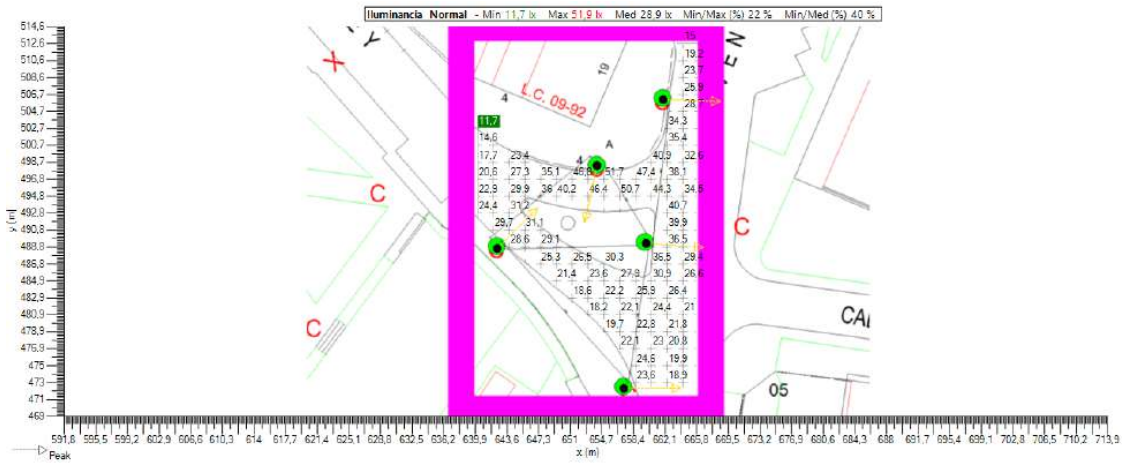 Iluminancia Normal - Min 11,7 lx Max 51,9 lx Med 28,9 lx Min/Max (%) 22 % Min/Med (%) 40 %
514,6
512,6
510,6
508,6
506,7
504,7
502,7
500,7
498,7
496,8
494,8
492,8
490,8
488,8
486,8
484,9
482,9
480,9
478,9
476,9
475
473
471
469
y (m)
X
Y
EN
19
4
L.C. 09-92
A
4
C
C
C
CAL
05
15
19,2
23,7
25,9
28
11,7
34,3
14,6 35,4
17,7 23,4 40,9 32,6
20,6 27,3 35,1 46,8 51,7 47,4 38,1
22,9 29,9 36 40,2 46,4 50,7 44,3 34,5
24,4 31,2 40,7
29,7 31,1 39,9
28,6 29,1 36,5
25,3 26,5 30,3 36,5 29,4
21,4 23,6 27,3 30,9 26,6
18,6 22,2 25,9 26,4
18,2 22,1 24,4 21
19,7 22,8 21,8
22,1 23 20,8
24,6 19,9
23,6 18,9
591,8 595,5 599,2 602,9 606,6 610,3 614 617,7 621,4 625,1 628,8 632,5 636,2 639,9 643,6 647,3 651 654,7 658,4 662,1 665,8 669,5 673,2 676,9 680,6 684,3 688 691,7 695,4 699,1 702,8 706,5 710,2 713,9
x (m)
Peak